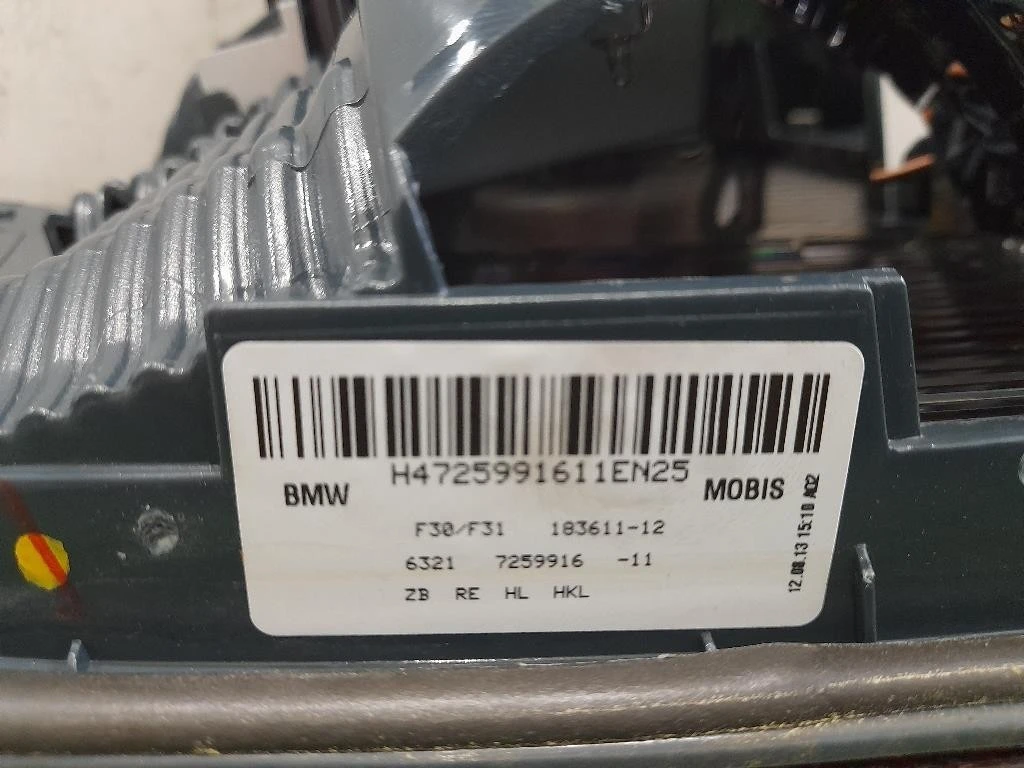 H4725991611EN25
BMW MOBIS
F30/F31 183611-12
6321 7259916 -11
ZB RE HL HKL
12.08.13 15:10 A02